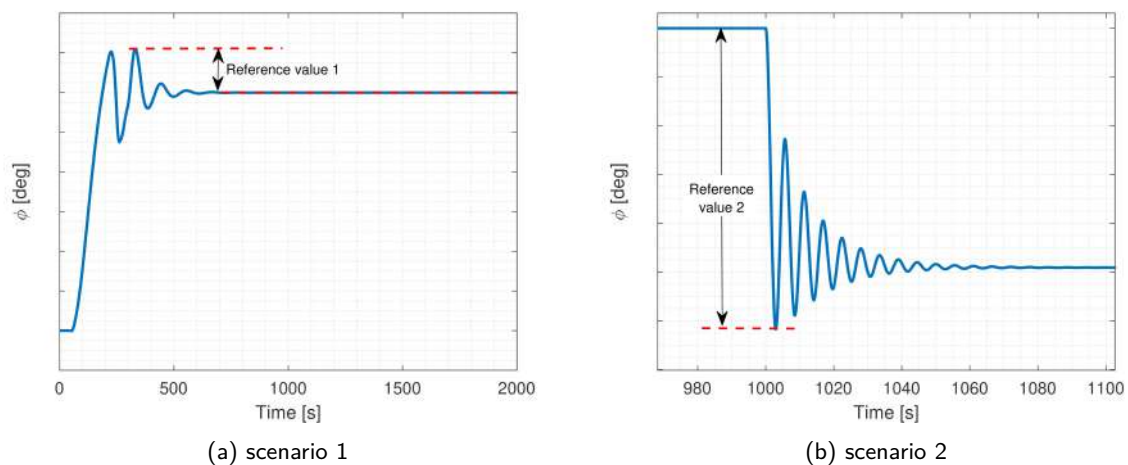 Reference value 1
ϕ [deg]
0 500 1000 1500 2000
Time [s]
(a) scenario 1
Reference
value 2
ϕ [deg]
980 1000 1020 1040 1060 1080 1100
Time [s]
(b) scenario 2